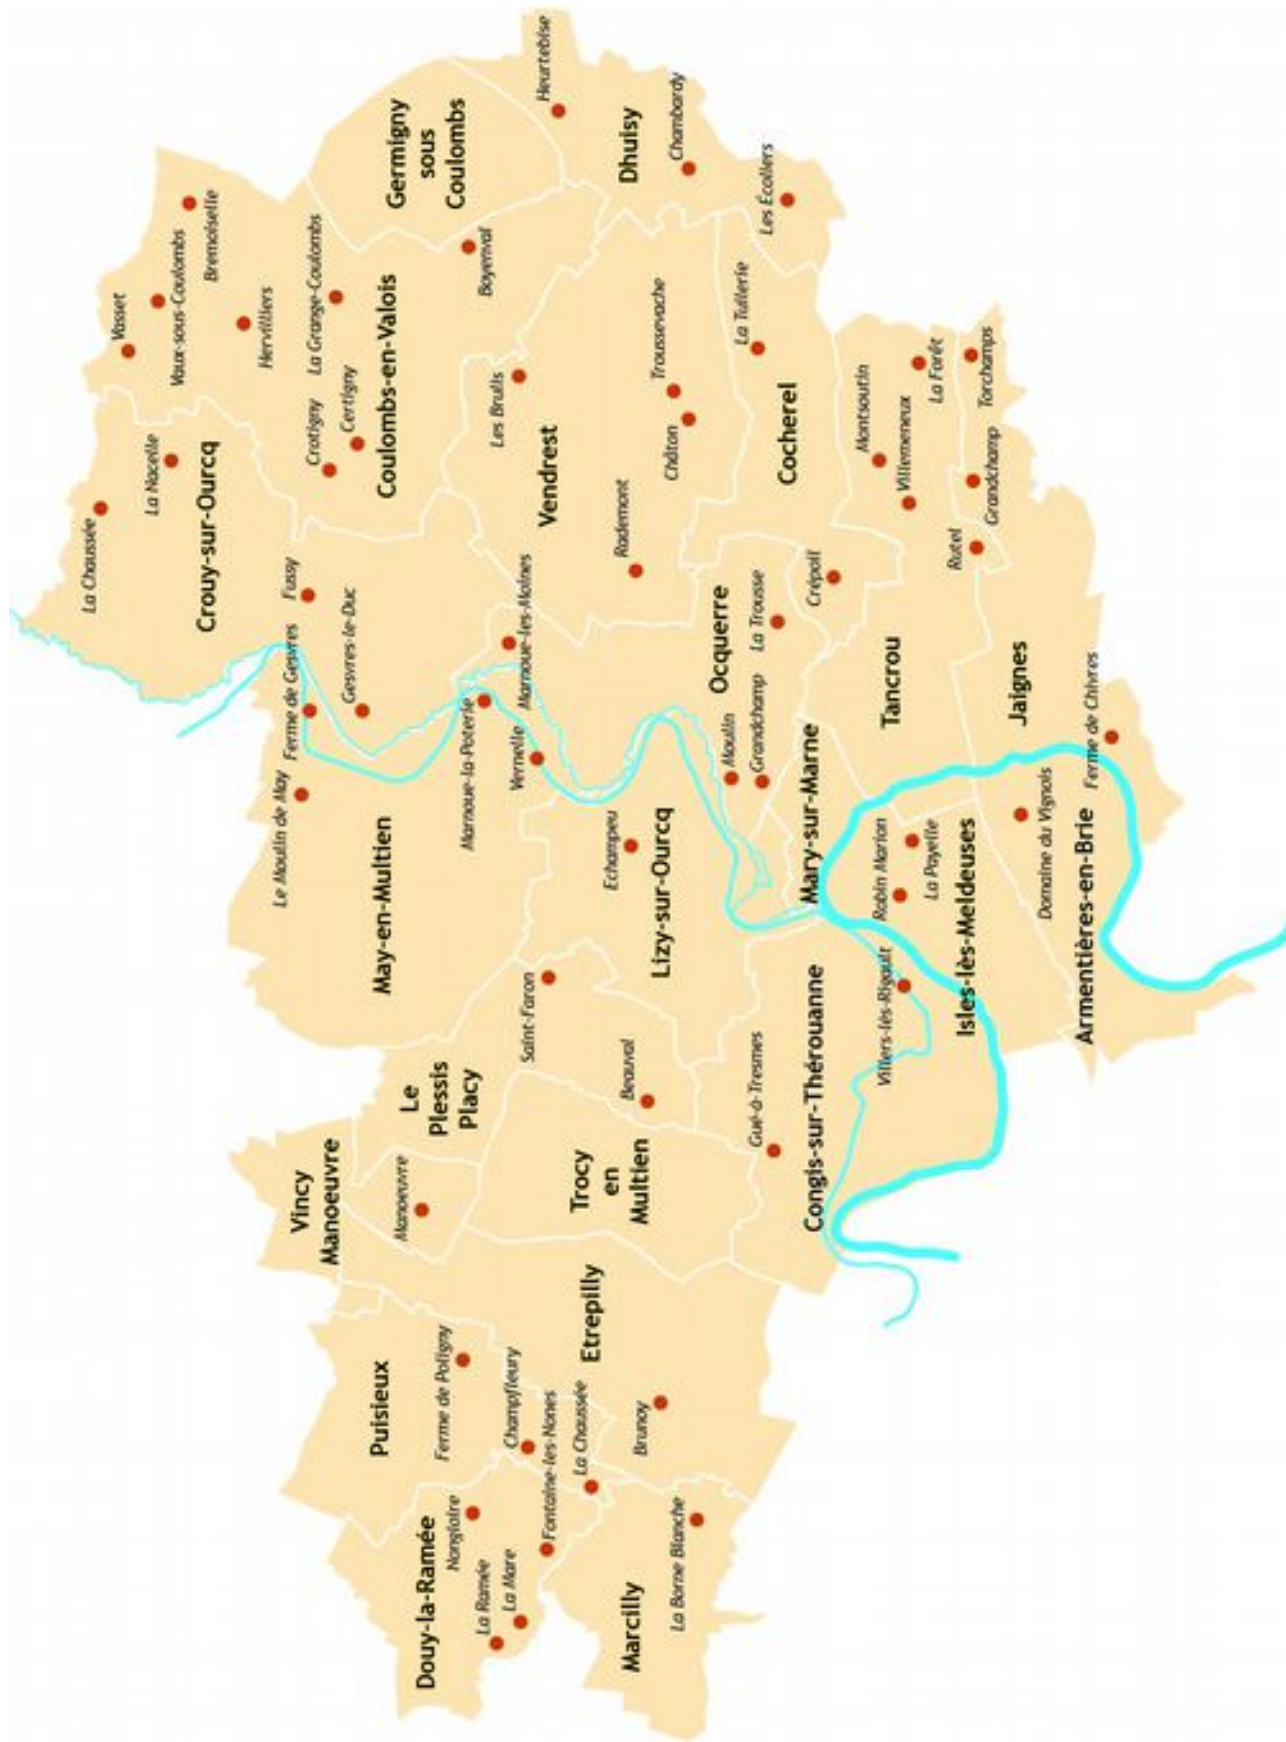 La Chaussée
Vasset
La Nacelle
Vaux-sous-Coulombs
Crouy-sur-Ourcq
Bremoiselle
Hervilliers
Le Moulin de May
Ferme de Gesvres
Fussy
Crotigny
La Grange-Coulombs
Vincy
Manoeuvre
Gesvres-le-Duc
Certigny
Puisieux
May-en-Multien
Coulombs-en-Valois
Germigny
sous
Coulombs
Manoeuvre
Le
Plessis
Placy
Douy-la-Ramée
Ferme de Poligny
Nongloire
Marnoue-la-Poterie
Boyenval
La Ramée
Les Brulis
La Mare
Champfleury
Vernelle
Marnoue-les-Moines
Saint-Faron
Heurtebise
Fontaine-les-Nones
Vendrest
La Chaussée
Etrepilly
Trocy
en
Multien
Echampeu
Rademont
Beauval
Dhuisy
Marcilly
Brunoy
Lizy-sur-Ourcq
Troussevache
Châton
Chambardy
La Borne Blanche
Ocquerre
Moulin
La Tuilerie
Gué-à-Tresmes
Grandchamp
La Trousse
Les Écoliers
Cocherel
Congis-sur-Thérouanne
Mary-sur-Marne
Crépoil
Montsoutin
Villers-lès-Rigault
Robin Marion
Tancrou
Villemeneux
La Payelle
La Forêt
Isles-lès-Meldeuses
Rutel
Grandchamp
Torchamps
Jaignes
Domaine du Vignois
Armentières-en-Brie
Ferme de Chivres